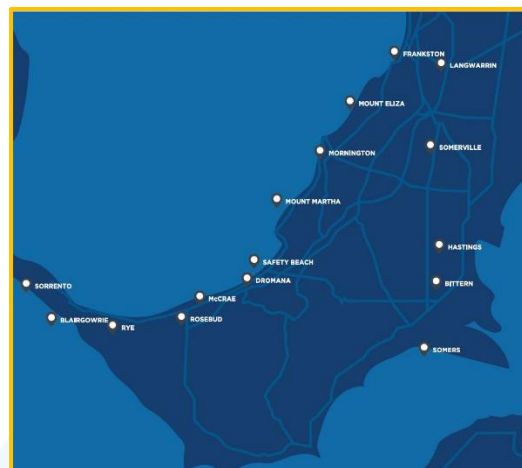 FRANKSTON
LANGWARRIN
MOUNT ELIZA
MORNINGTON
SOMERVILLE
MOUNT MARTHA
HASTINGS
SAFETY BEACH
DROMANA
BITTERN
SORRENTO
McCRAE
BLAIRGOWRIE
RYE
ROSEBUD
SOMERS